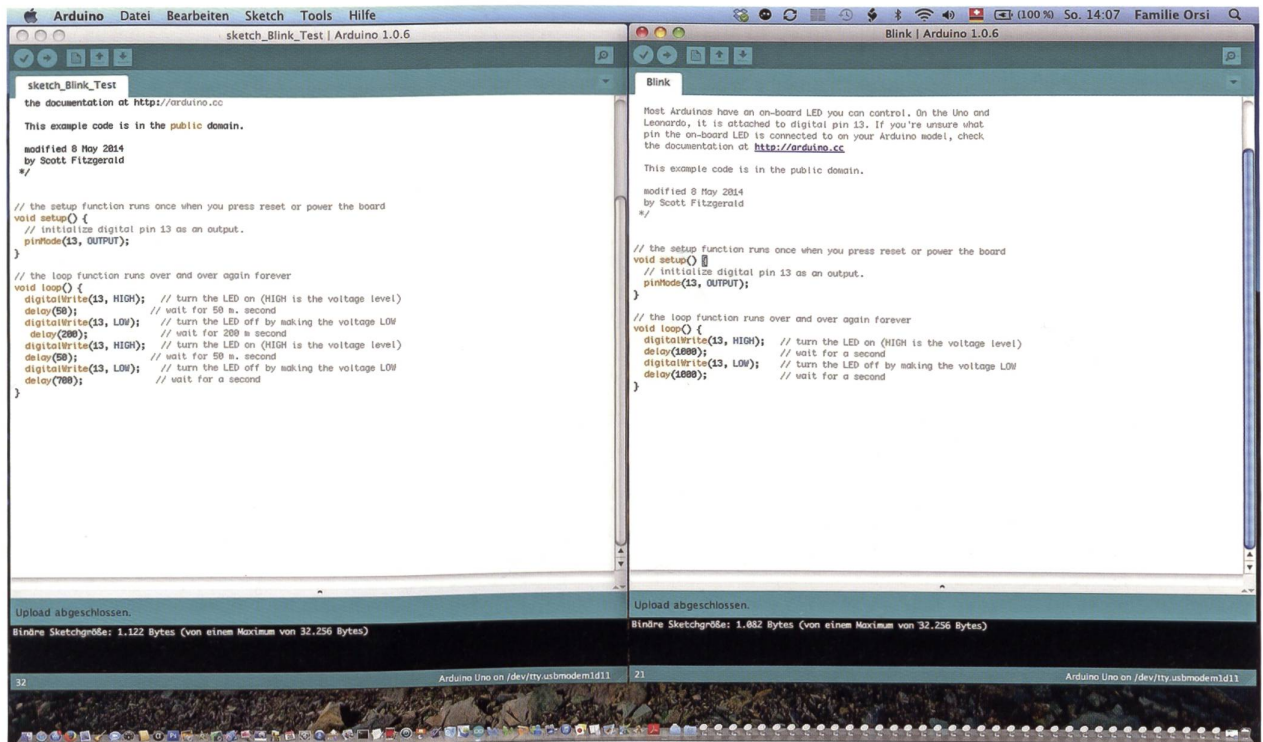 Arduino Datei Bearbeiten Sketch Tools Hilfe
(100 %) So. 14:07 Familie Orsi
sketch_Blink_Test | Arduino 1.0.6
sketch_Blink_Test
the documentation at http://arduino.cc
This example code is in the public domain.
modified 8 May 2014
by Scott Fitzgerald
*/
// the setup function runs once when you press reset or power the board
void setup() {
// initialize digital pin 13 as an output.
pinMode(13, OUTPUT);
}
// the loop function runs over and over again forever
void loop() {
digitalWrite(13, HIGH); // turn the LED on (HIGH is the voltage level)
delay(50); // wait for 50 m. second
digitalWrite(13, LOW); // turn the LED off by making the voltage LOW
delay(200); // wait for 200 m second
digitalWrite(13, HIGH); // turn the LED on (HIGH is the voltage level)
delay(50); // wait for 50 m. second
digitalWrite(13, LOW); // turn the LED off by making the voltage LOW
delay(700); // wait for a second
}
Upload abgeschlossen.
Binäre Sketchgröße: 1.122 Bytes (von einem Maximum von 32.256 Bytes)
32 Arduino Uno on /dev/tty.usbmodem1d11
Blink | Arduino 1.0.6
Blink
Most Arduinos have an on-board LED you can control. On the Uno and
Leonardo, it is attached to digital pin 13. If you're unsure what
pin the on-board LED is connected to on your Arduino model, check
the documentation at http://arduino.cc
This example code is in the public domain.
modified 8 May 2014
by Scott Fitzgerald
*/
// the setup function runs once when you press reset or power the board
void setup() {
// initialize digital pin 13 as an output.
pinMode(13, OUTPUT);
}
// the loop function runs over and over again forever
void loop() {
digitalWrite(13, HIGH); // turn the LED on (HIGH is the voltage level)
delay(1000); // wait for a second
digitalWrite(13, LOW); // turn the LED off by making the voltage LOW
delay(1000); // wait for a second
}
Upload abgeschlossen.
Binäre Sketchgröße: 1.082 Bytes (von einem Maximum von 32.256 Bytes)
21 Arduino Uno on /dev/tty.usbmodem1d11